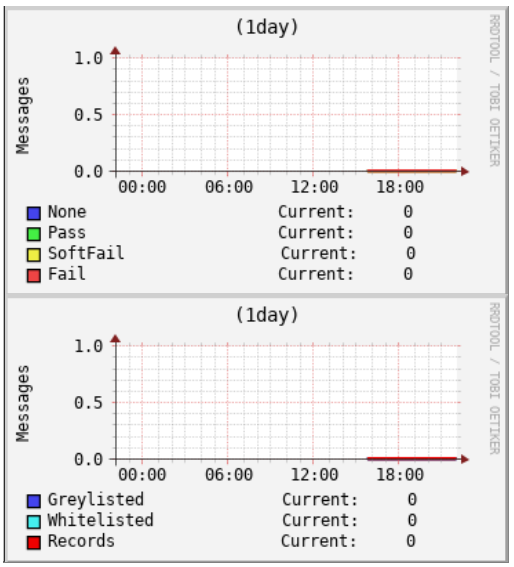 (1day)
RRDTOOL / TOBI OETIKER
Messages
1.0
0.5
0.0
00:00 06:00 12:00 18:00
None Current: 0
Pass Current: 0
SoftFail Current: 0
Fail Current: 0
(1day)
RRDTOOL / TOBI OETIKER
Messages
1.0
0.5
0.0
00:00 06:00 12:00 18:00
Greylisted Current: 0
Whitelisted Current: 0
Records Current: 0